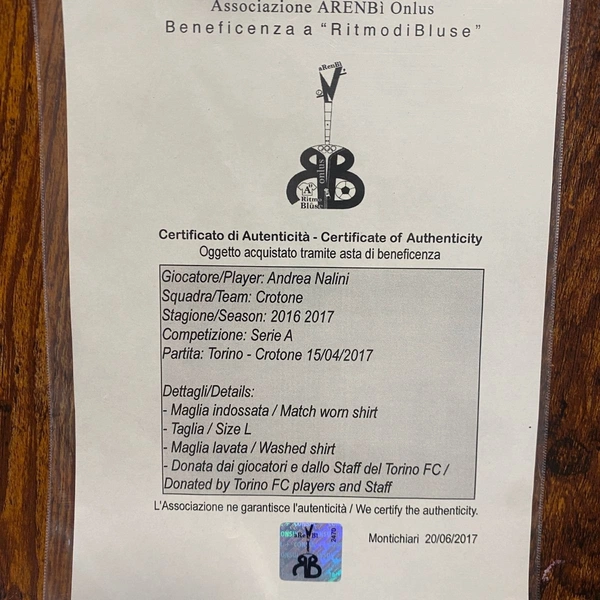 Associazione ARENBì Onlus
Beneficenza a "RitmodiBluse"
aRenBì
onlus
A
Ritmo
Certificato di Autenticità - Certificate of Authenticity
Oggetto acquistato tramite asta di beneficenza
Giocatore/Player: Andrea Nalini
Squadra/Team: Crotone
Stagione/Season: 2016 2017
Competizione: Serie A
Partita: Torino - Crotone 15/04/2017
Dettagli/Details:
- Maglia indossata / Match worn shirt
- Taglia / Size L
- Maglia lavata / Washed shirt
- Donata dai giocatori e dallo Staff del Torino FC /
Donated by Torino FC players and Staff
L'Associazione ne garantisce l'autenticità / We certify the authenticity.
2470
Montichiari 20/06/2017